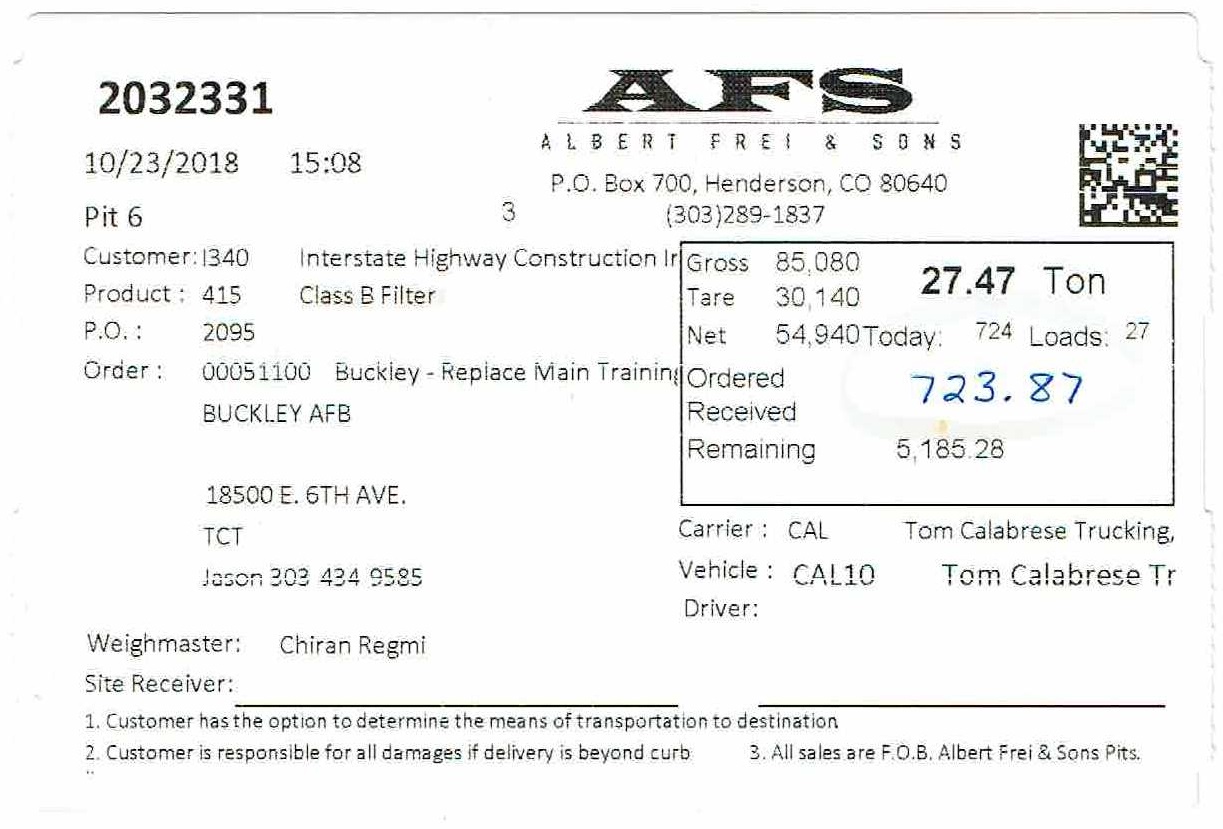 2032331
AFS
ALBERT FREI & SONS
10/23/2018 15:08
P.O. Box 700, Henderson, CO 80640
Pit 6 3 (303)289-1837
Customer: I340 Interstate Highway Construction Ir
Product : 415 Class B Filter
P.O. : 2095
Order : 00051100 Buckley - Replace Main Training
BUCKLEY AFB
18500 E. 6TH AVE.
TCT
Jason 303 434 9585
Gross 85,080 27.47 Ton
Tare 30,140
Net 54,940 Today: 724 Loads: 27
Ordered 723.87
Received
Remaining 5,185.28
Carrier : CAL Tom Calabrese Trucking,
Vehicle : CAL10 Tom Calabrese Tr
Driver:
Weighmaster: Chiran Regmi
Site Receiver:
1. Customer has the option to determine the means of transportation to destination
2. Customer is responsible for all damages if delivery is beyond curb 3. All sales are F.O.B. Albert Frei & Sons Pits.